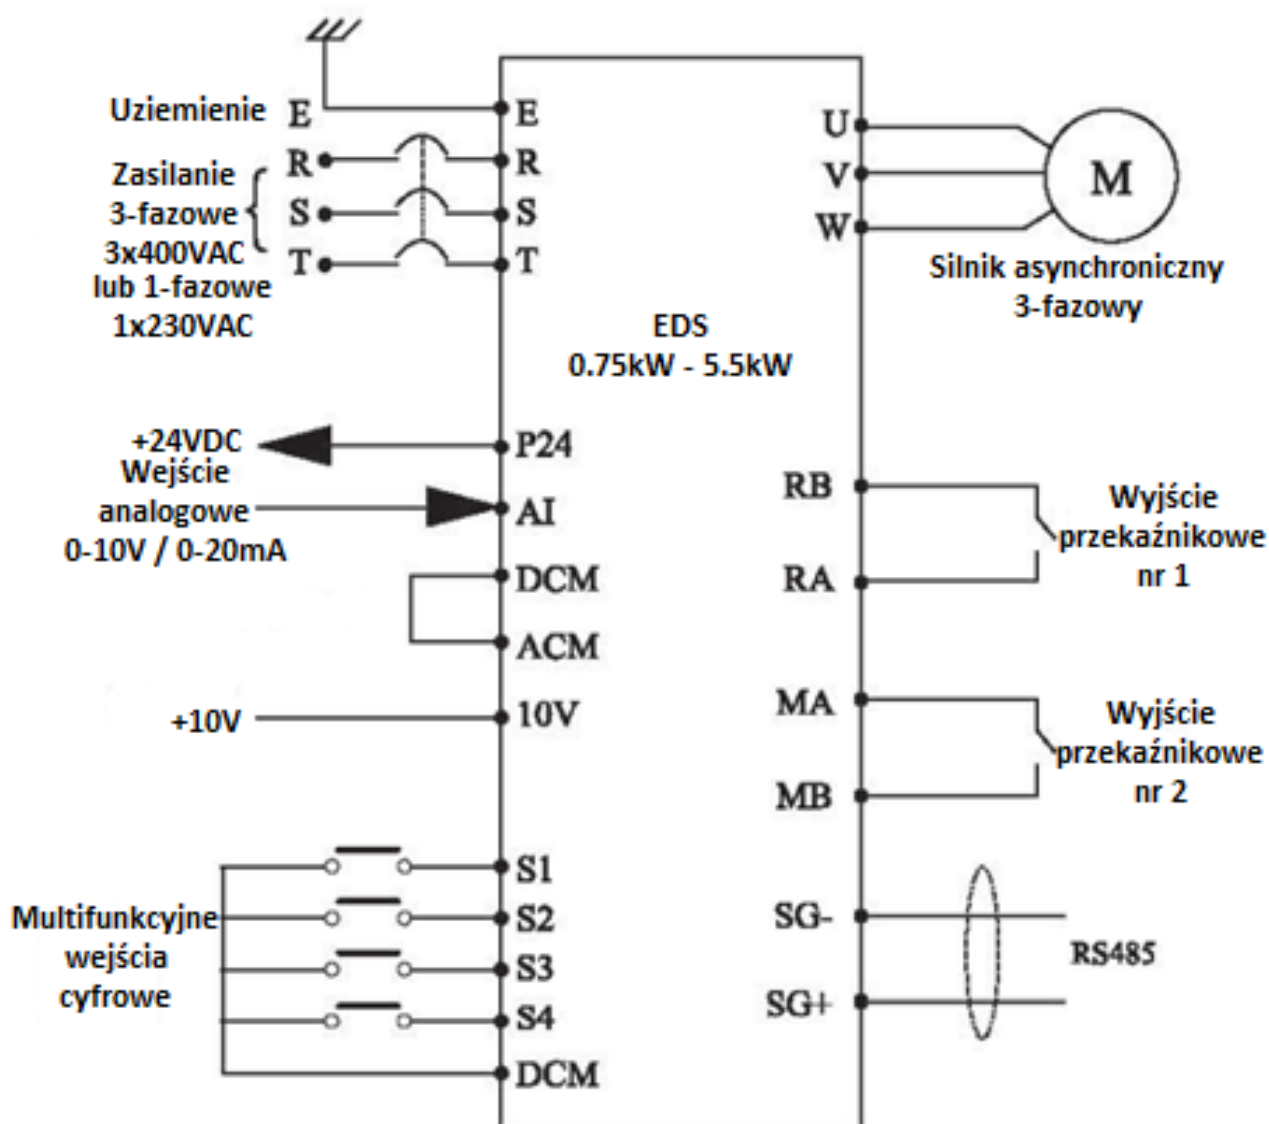 Uziemienie E
E
R
R
Zasilanie
3-fazowe
3x400VAC
lub 1-fazowe
1x230VAC
S
S
T
T
U
V
W
M
Silnik asynchroniczny
3-fazowy
EDS
0.75kW - 5.5kW
+24VDC
P24
Wejście
analogowe
0-10V / 0-20mA
AI
DCM
ACM
+10V
10V
RB
RA
Wyjście
przekaźnikowe
nr 1
MA
MB
Wyjście
przekaźnikowe
nr 2
Multifunkcyjne
wejścia
cyfrowe
S1
S2
S3
S4
DCM
SG-
SG+
RS485